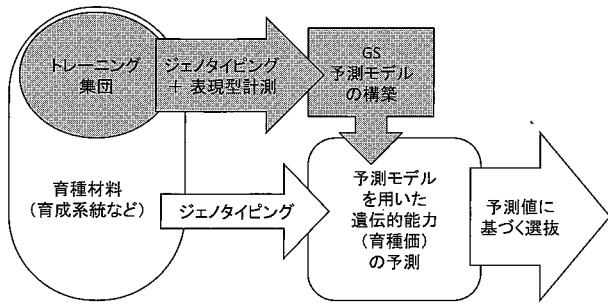 トレーニング
集団
ジェノタイピング
＋ 表現型計測
GS
予測モデル
の構築
育種材料
（育成系統など）
ジェノタイピング
予測モデル
を用いた
遺伝的能力
（育種価）
の予測
予測値に
基づく選抜